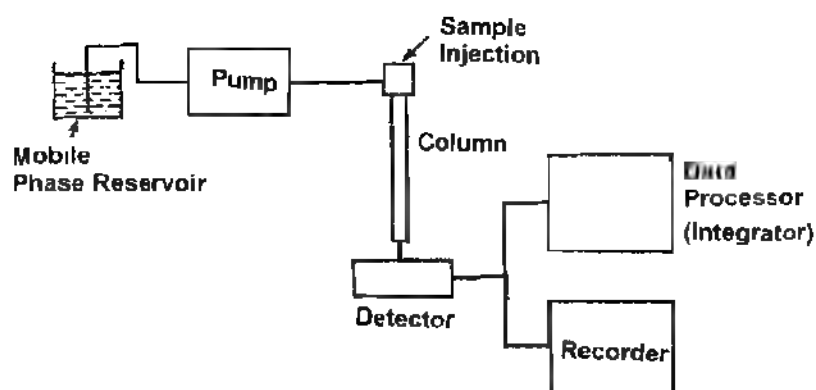 Sample
Injection
Pump
Mobile
Phase Reservoir
Column
Processor
(Integrator)
Detector
Recorder